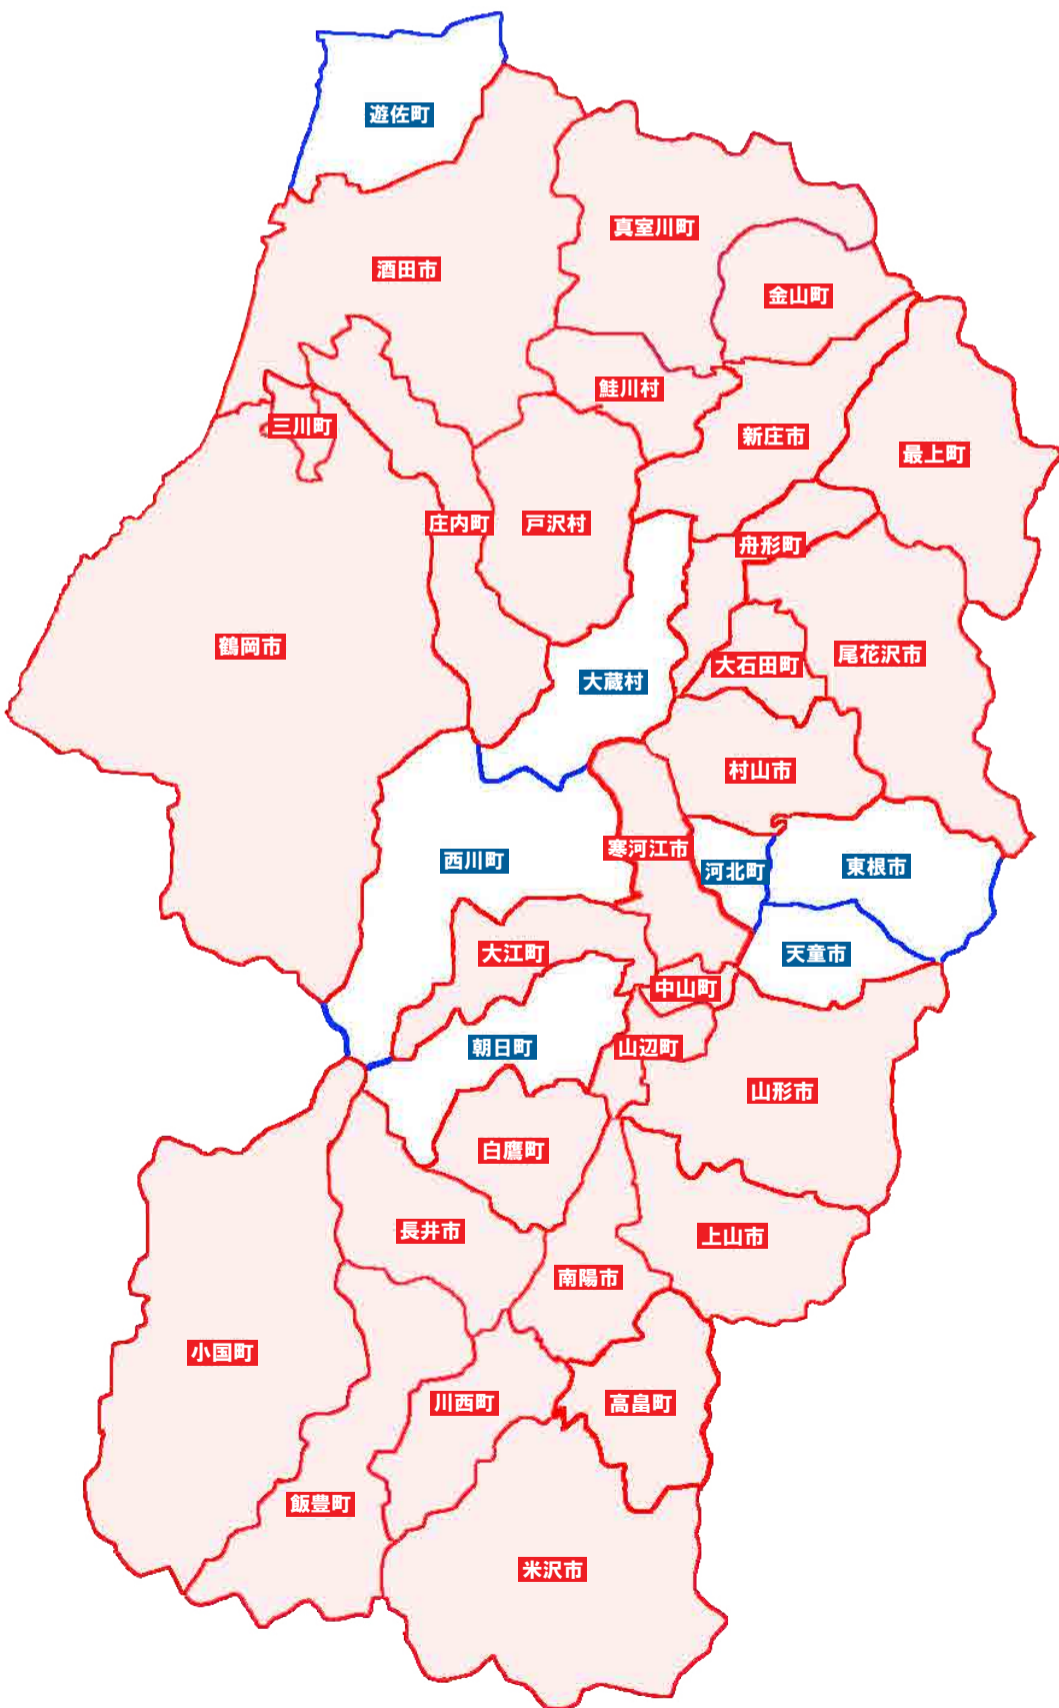 遊佐町
真室川町
酒田市
金山町
鮭川村
三川町
新庄市
最上町
庄内町
戸沢村
舟形町
鶴岡市
尾花沢市
大石田町
大蔵村
村山市
寒河江市
西川町
河北町
東根市
大江町
天童市
中山町
朝日町
山辺町
山形市
白鷹町
長井市
上山市
南陽市
小国町
川西町
高畠町
飯豊町
米沢市